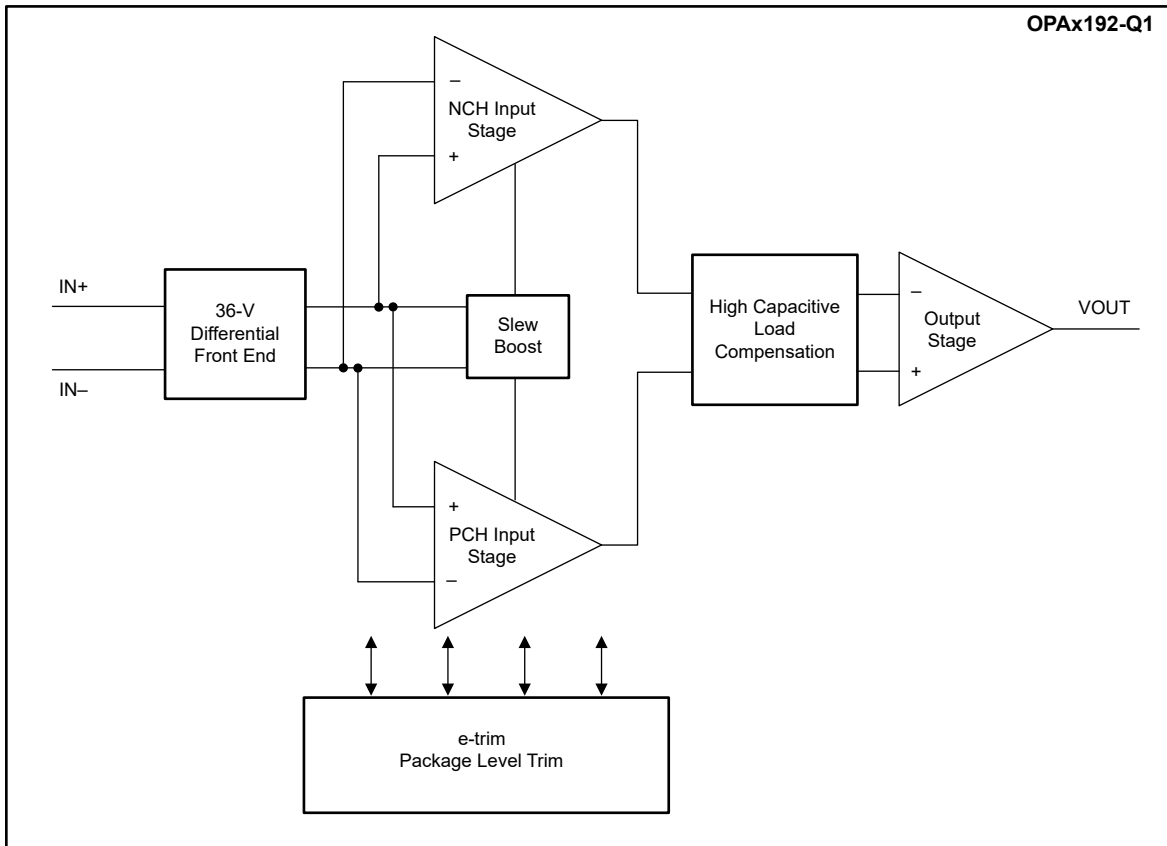 OPAx192-Q1
–
NCH Input
Stage
+
IN+
IN–
36-V
Differential
Front End
Slew
Boost
High Capacitive
Load
Compensation
–
Output
Stage
+
VOUT
+
PCH Input
Stage
–
e-trim
Package Level Trim